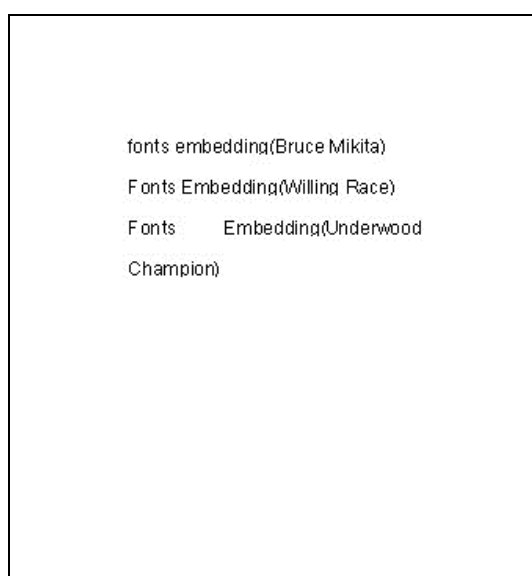 fonts embedding(Bruce Mikita)
Fonts Embedding(Willing Race)
Fonts Embedding(Underwood
Champion)